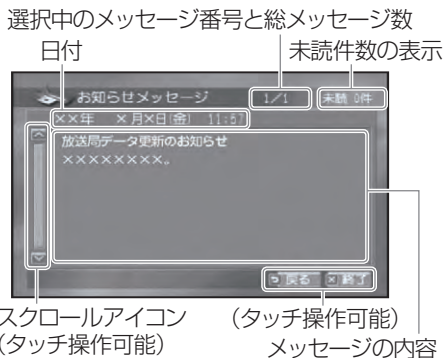 選択中のメッセージ番号と総メッセージ数
日付
未読件数の表示
お知らせメッセージ 1/1 未読 0件
××年 ×月×日(金) 11:57
放送局データ更新のお知らせ
××××××××。
戻る × 終了
スクロールアイコン
(タッチ操作可能)
(タッチ操作可能)
メッセージの内容